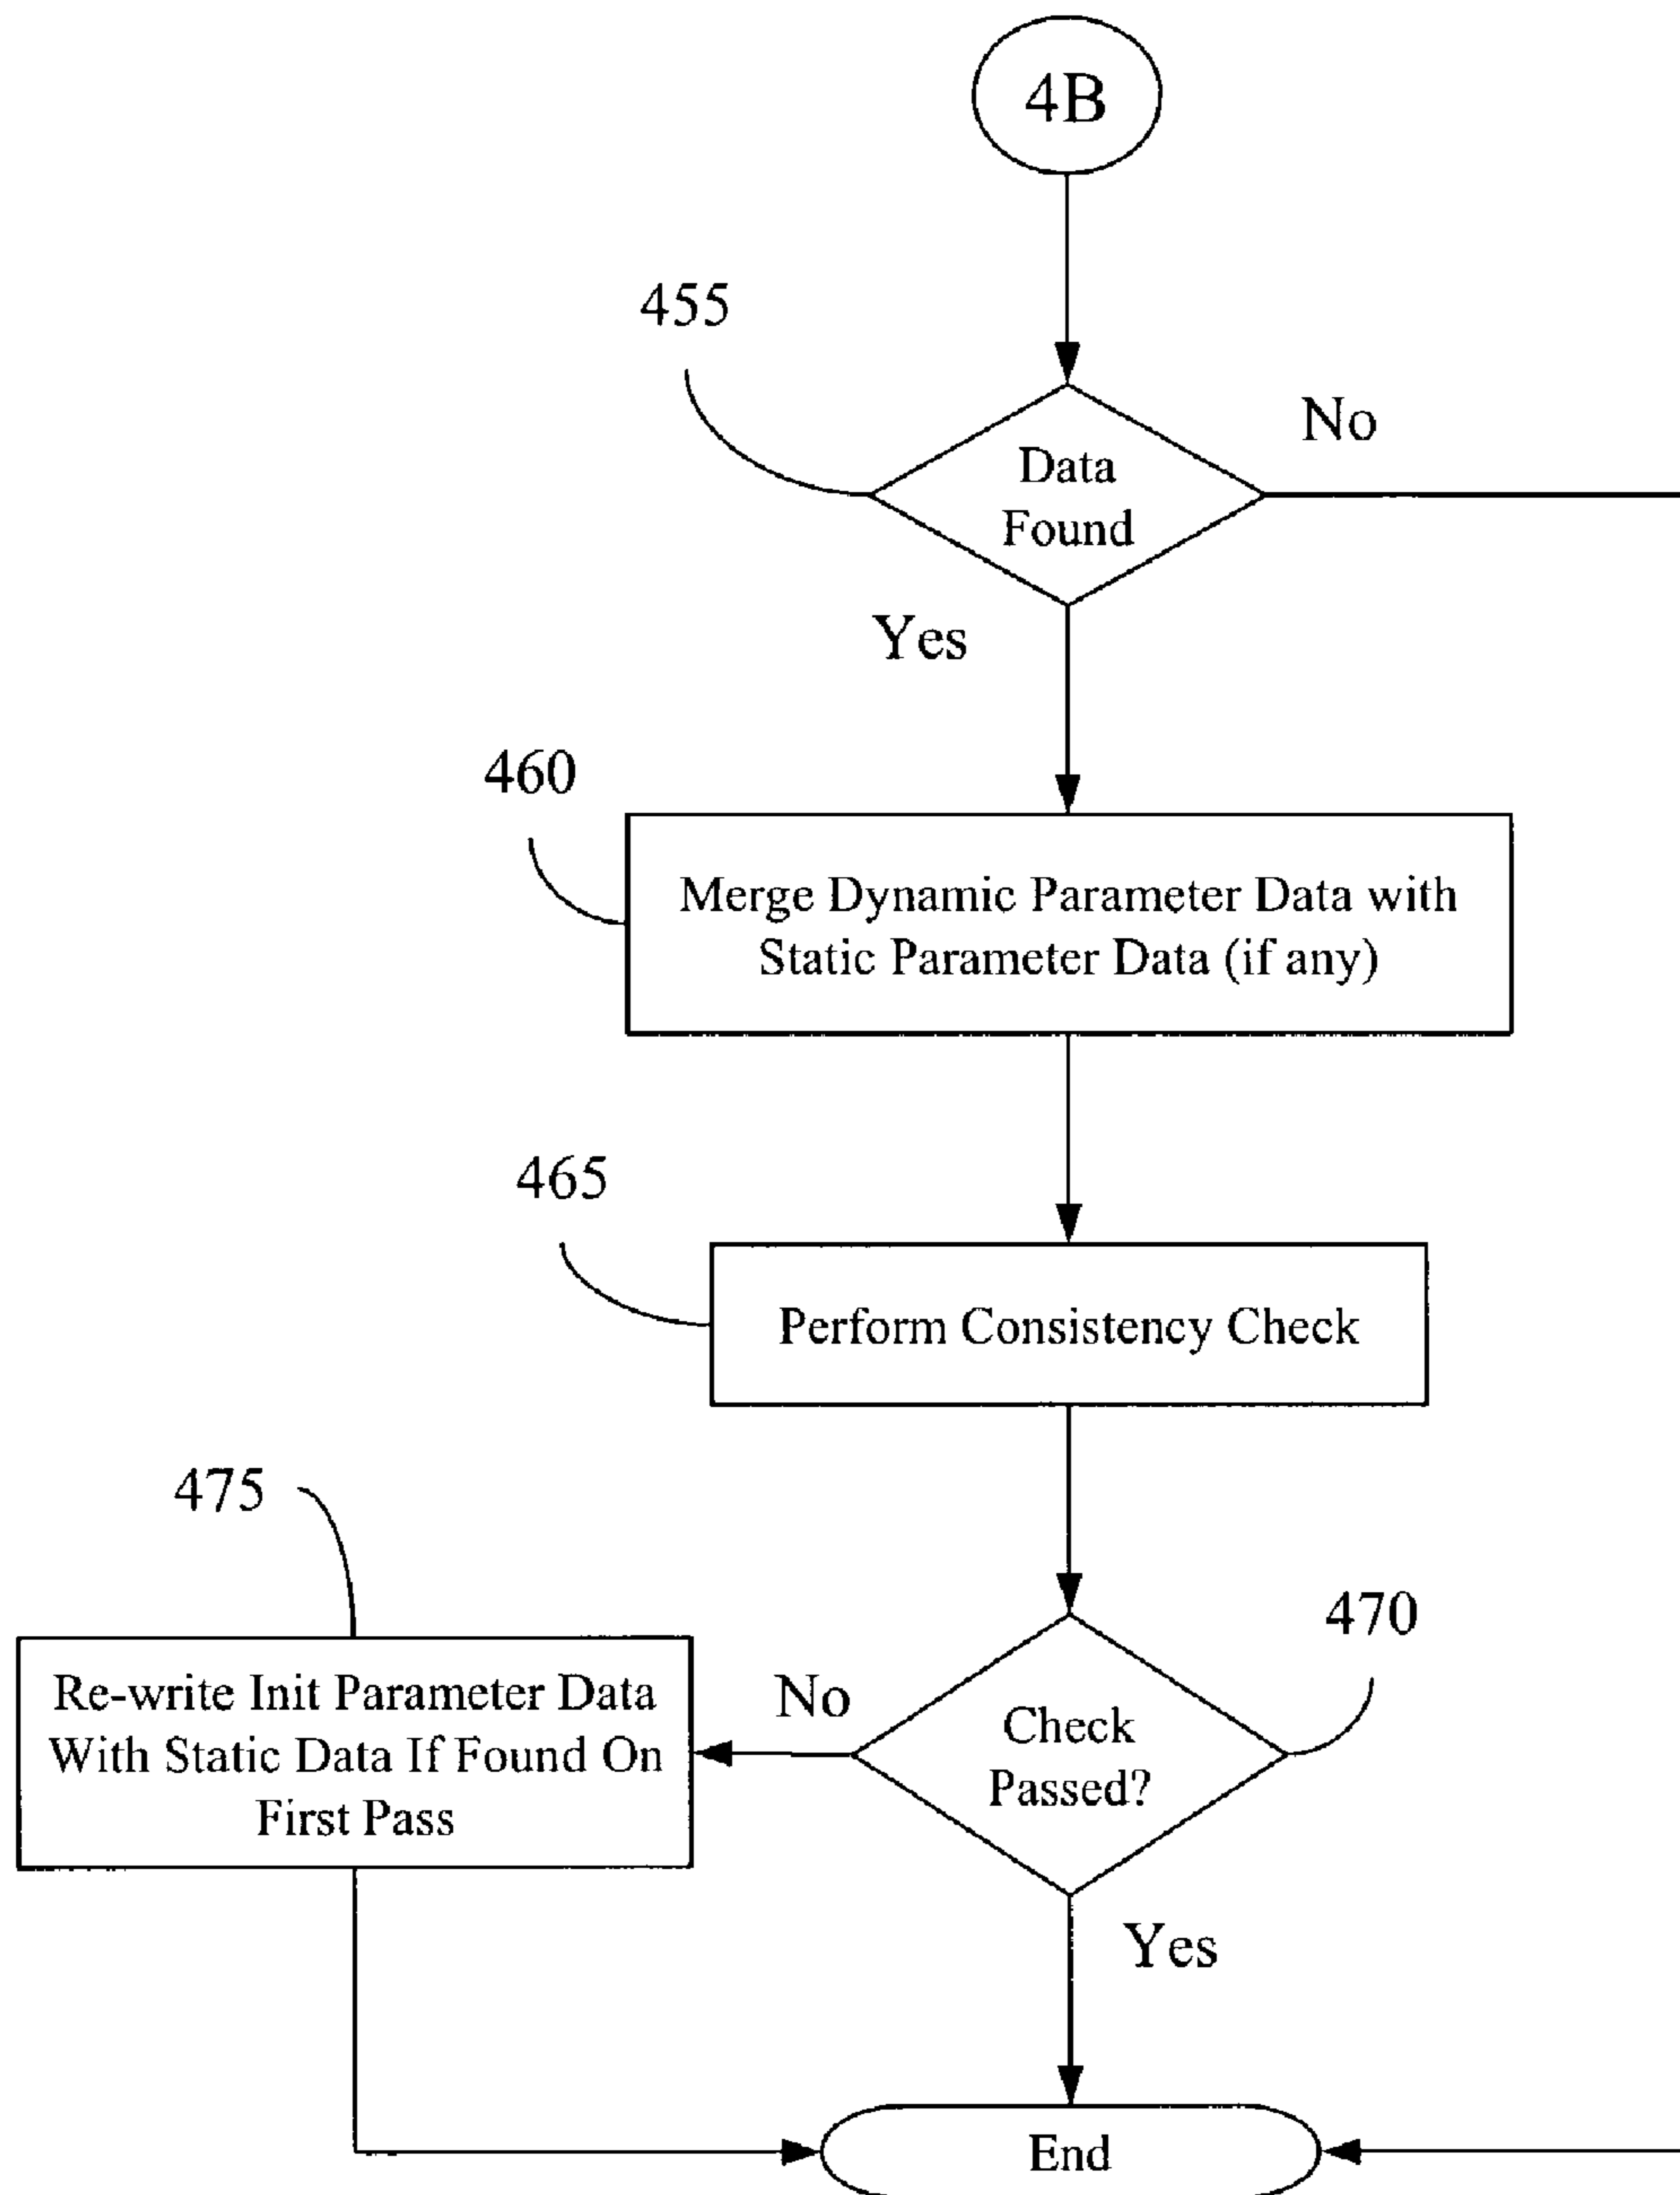 4B
455
Data
Found
No
Yes
460
Merge Dynamic Parameter Data with
Static Parameter Data (if any)
465
Perform Consistency Check
475
470
Re-write Init Parameter Data
With Static Data If Found On
First Pass
No
Check
Passed?
Yes
End